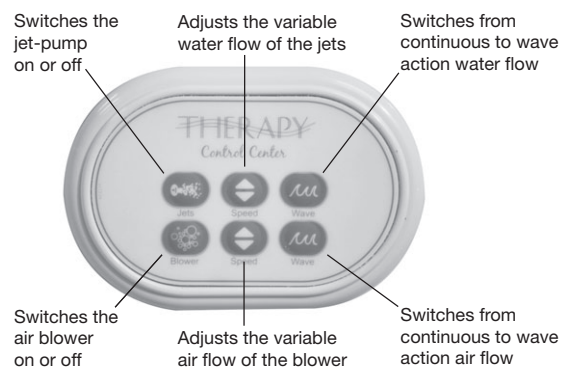 Switches the
jet-pump
on or off
Adjusts the variable
water flow of the jets
Switches from
continuous to wave
action water flow
THERAPY
Control Center
Jets
Speed
Wave
Blower
Speed
Wave
Switches the
air blower
on or off
Adjusts the variable
air flow of the blower
Switches from
continuous to wave
action air flow